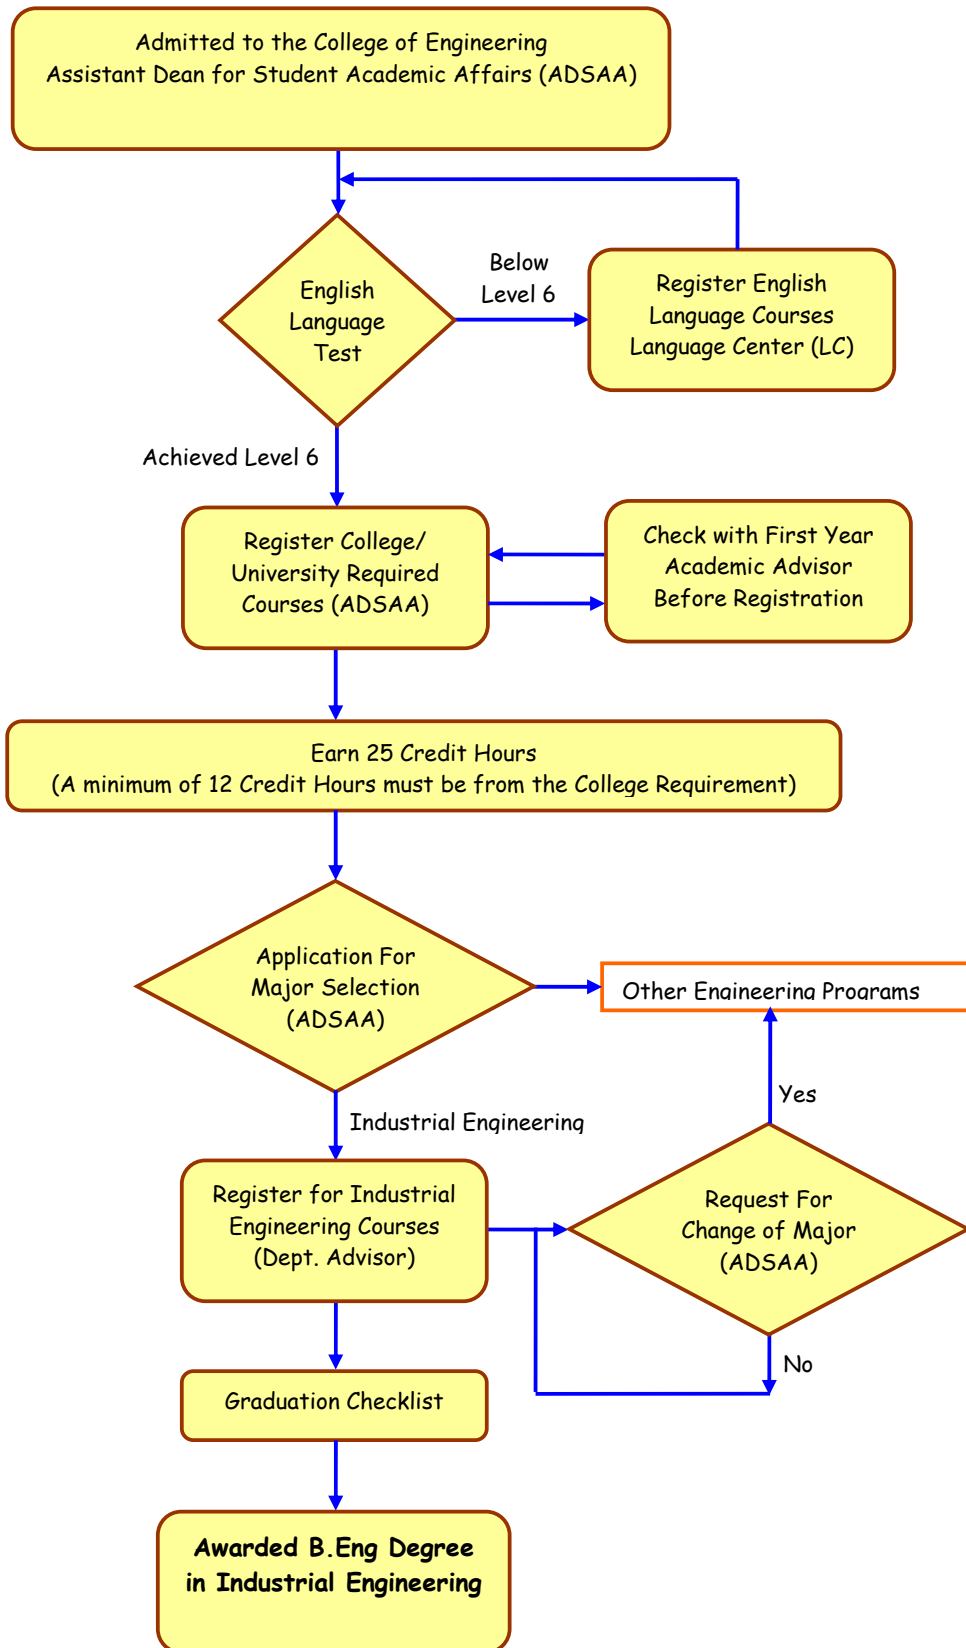 Admitted to the College of Engineering
Assistant Dean for Student Academic Affairs (ADSAA)
English
Language
Test
Below
Level 6
Register English
Language Courses
Language Center (LC)
Achieved Level 6
Register College/
University Required
Courses (ADSAA)
Check with First Year
Academic Advisor
Before Registration
Earn 25 Credit Hours
(A minimum of 12 Credit Hours must be from the College Requirement)
Application For
Major Selection
(ADSAA)
Other Engineering Programs
Yes
Industrial Engineering
Register for Industrial
Engineering Courses
(Dept. Advisor)
Request For
Change of Major
(ADSAA)
No
Graduation Checklist
Awarded B.Eng Degree
in Industrial Engineering